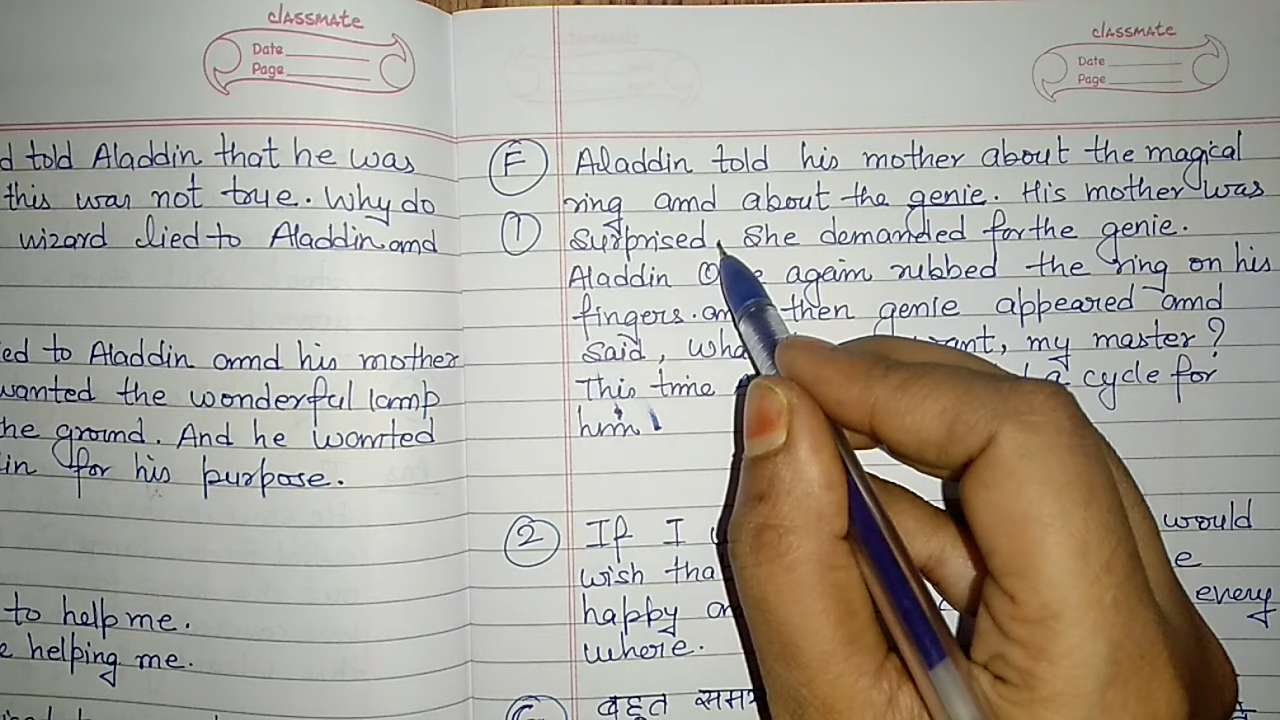 classmate
Date
Page
d told Aladdin that he was
this was not true. Why do
wizard lied to Aladdin and
ed to Aladdin and his mother
wanted the wonderful lamp
he ground. And he wanted
in for his purpose.
to help me.
e helping me.
classmate
Date
Page
F Aladdin told his mother about the magical
ring and about the genie. His mother was
1 Surprised. She demanded for the genie.
Aladdin again rubbed the ring on his
fingers. then genie appeared and
said, my master?
This time a cycle for
him
2 If I would
wish e
happy every
where.
बहुत